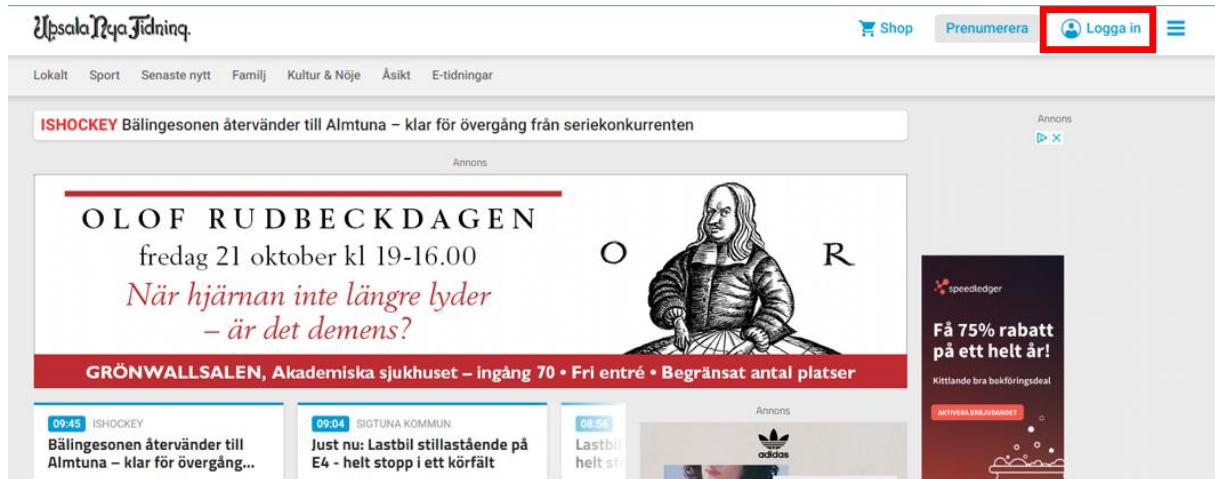 Upsala Nya Tidning.
Shop
Prenumerera
Logga in
Lokalt Sport Senaste nytt Familj Kultur & Nöje Åsikt E-tidningar
ISHOCKEY Bälingesonen återvänder till Almtuna – klar för övergång från seriekonkurrenten
Annons
Annons
OLOF RUDBECKDAGEN
fredag 21 oktober kl 19-16.00
När hjärnan inte längre lyder
– är det demens?
O R
GRÖNWALLSALEN, Akademiska sjukhuset – ingång 70 • Fri entré • Begränsat antal platser
speedledger
Få 75% rabatt
på ett helt år!
Kittlande bra bokföringsdeal
AKTIVERA ERBJUDANDET
09:45 ISHOCKEY
Bälingesonen återvänder till
Almtuna – klar för övergång...
09:04 SIGTUNA KOMMUN
Just nu: Lastbil stillastående på
E4 - helt stopp i ett körfält
08:56
Lastbil
helt
Annons
adidas